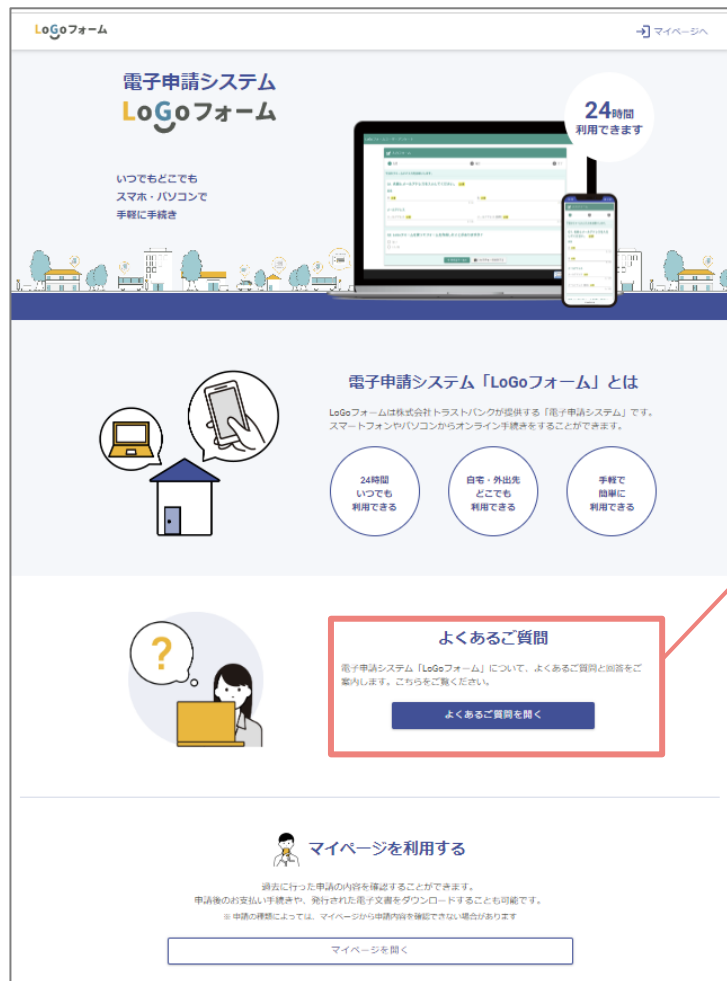 LoGoフォーム
マイページへ
電子申請システム
LoGoフォーム
24時間
利用できます
いつでもどこでも
スマホ・パソコンで
手軽に手続き
電子申請システム「LoGoフォーム」とは
LoGoフォームは株式会社トラストバンクが提供する「電子申請システム」です。
スマートフォンやパソコンからオンライン手続きをすることができます。
24時間
いつでも
利用できる
自宅・外出先
どこでも
利用できる
手軽で
簡単に
利用できる
?
よくあるご質問
電子申請システム「LoGoフォーム」について、よくあるご質問と回答をご
案内します。こちらをご覧ください。
よくあるご質問を開く
マイページを利用する
過去に行った申請の内容を確認することができます。
申請後のお支払い手続きや、発行された電子文書をダウンロードすることも可能です。
※ 申請の種類によっては、マイページから申請内容を確認できない場合があります
マイページを開く